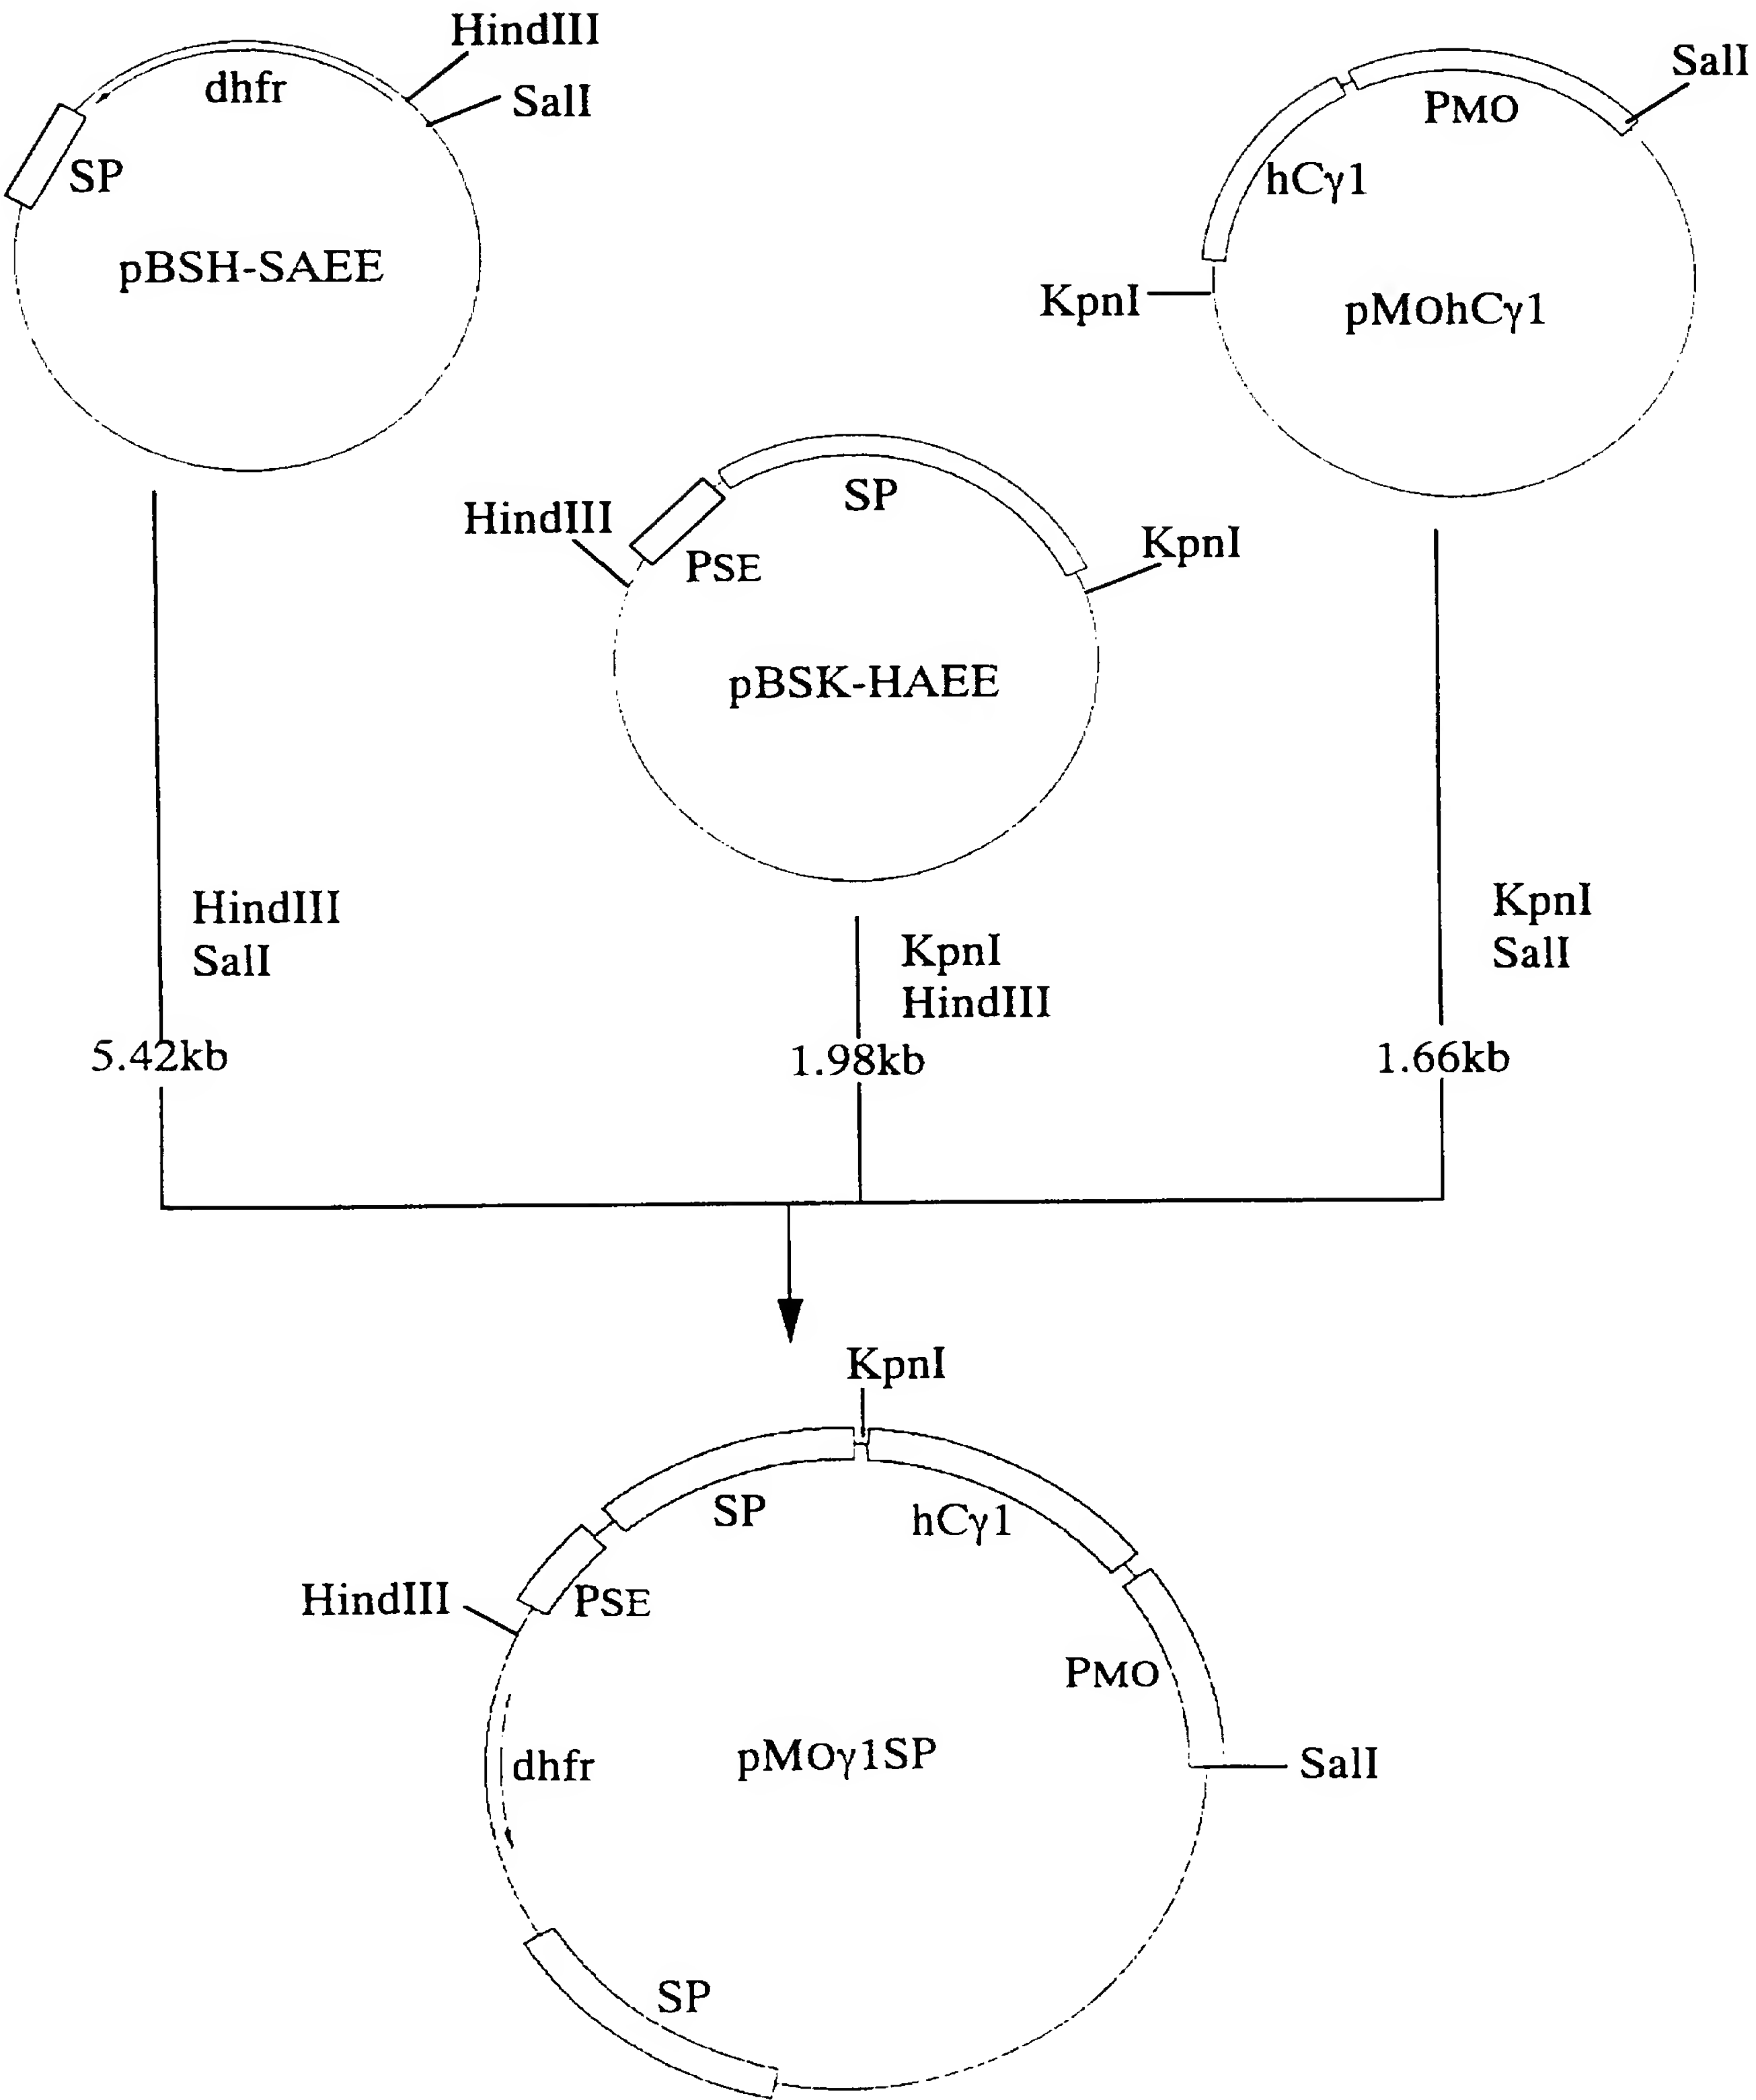 HindIII
SalI
dhfr
SP
pBSH-SAEE
SalI
PMO
hCγ1
KpnI
pMOhCγ1
HindIII
SP
PSE
KpnI
pBSK-HAEE
HindIII
SalI
KpnI
HindIII
KpnI
SalI
5.42kb
1.98kb
1.66kb
KpnI
SP
hCγ1
HindIII
PSE
PMO
dhfr
pMOγ1SP
SalI
SP